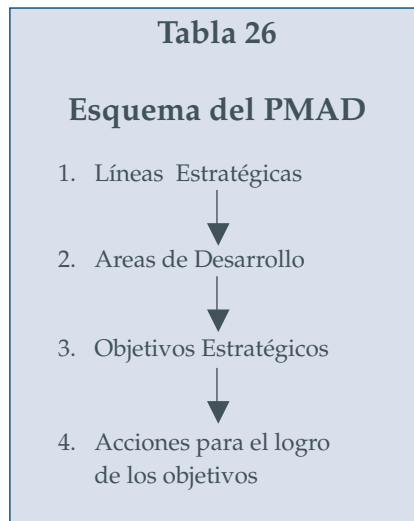 Tabla 26
Esquema del PMAD
1. Líneas Estratégicas
2. Areas de Desarrollo
3. Objetivos Estratégicos
4. Acciones para el logro
de los objetivos